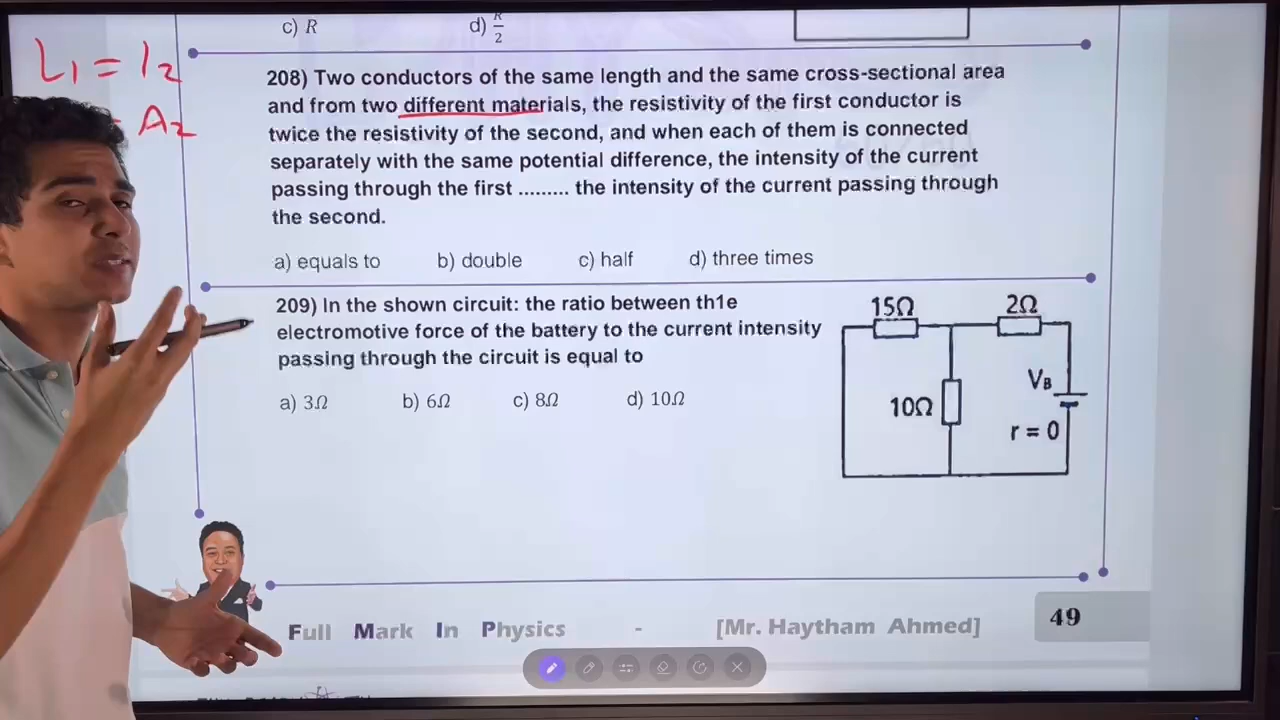 c) R
d) R/2
L1 = l2
= A2
208) Two conductors of the same length and the same cross-sectional area
and from two different materials, the resistivity of the first conductor is
twice the resistivity of the second, and when each of them is connected
separately with the same potential difference, the intensity of the current
passing through the first ......... the intensity of the current passing through
the second.
a) equals to b) double c) half d) three times
209) In the shown circuit: the ratio between th1e
electromotive force of the battery to the current intensity
passing through the circuit is equal to
a) 3Ω b) 6Ω c) 8Ω d) 10Ω
15Ω 2Ω
VB
10Ω
r = 0
Full Mark In Physics - [Mr. Haytham Ahmed]
49